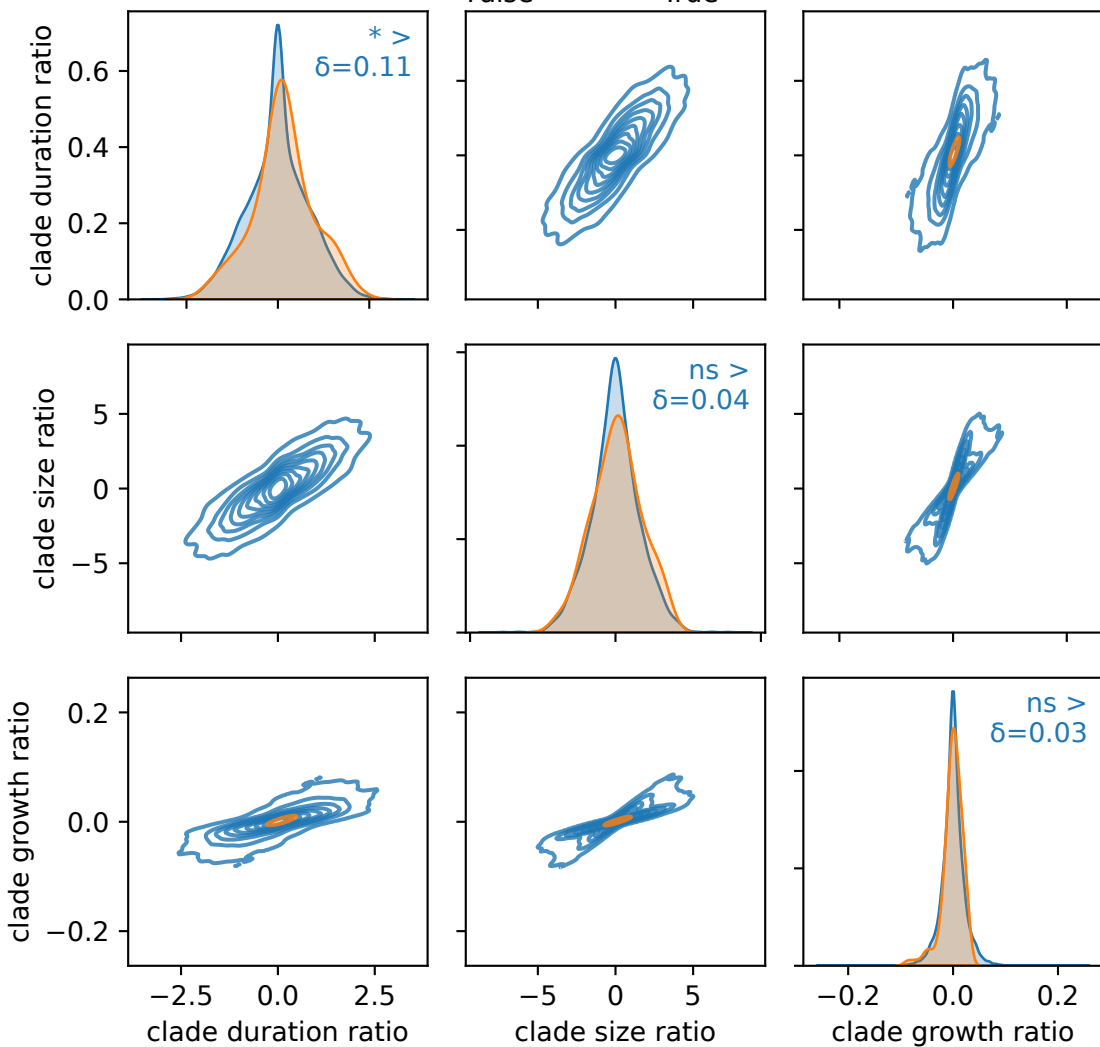 clade duration ratio
0.6
0.4
0.2
0.0
* >
δ=0.11
clade size ratio
5
0
−5
ns >
δ=0.04
clade growth ratio
0.2
0.0
−0.2
ns >
δ=0.03
−2.5 0.0 2.5
−5 0 5
−0.2 0.0 0.2
clade duration ratio
clade size ratio
clade growth ratio